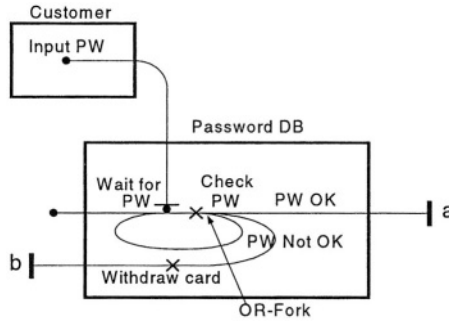 Customer
Input PW
Password DB
Wait for
PW
Check
PW
PW OK
a
PW Not OK
b
Withdraw card
OR-Fork